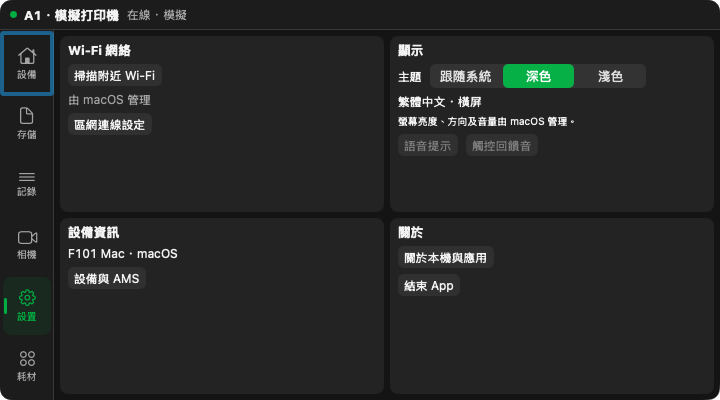 A1・模擬打印機 在線・模擬
設備
存儲
記錄
相機
設置
耗材
Wi-Fi 網絡
掃描附近 Wi-Fi
由 macOS 管理
區網連線設定
顯示
主題 跟隨系統 深色 淺色
繁體中文・橫屏
螢幕亮度、方向及音量由 macOS 管理。
語音提示 觸控回饋音
設備資訊
F101 Mac・macOS
設備與 AMS
關於
關於本機與應用
結束 App